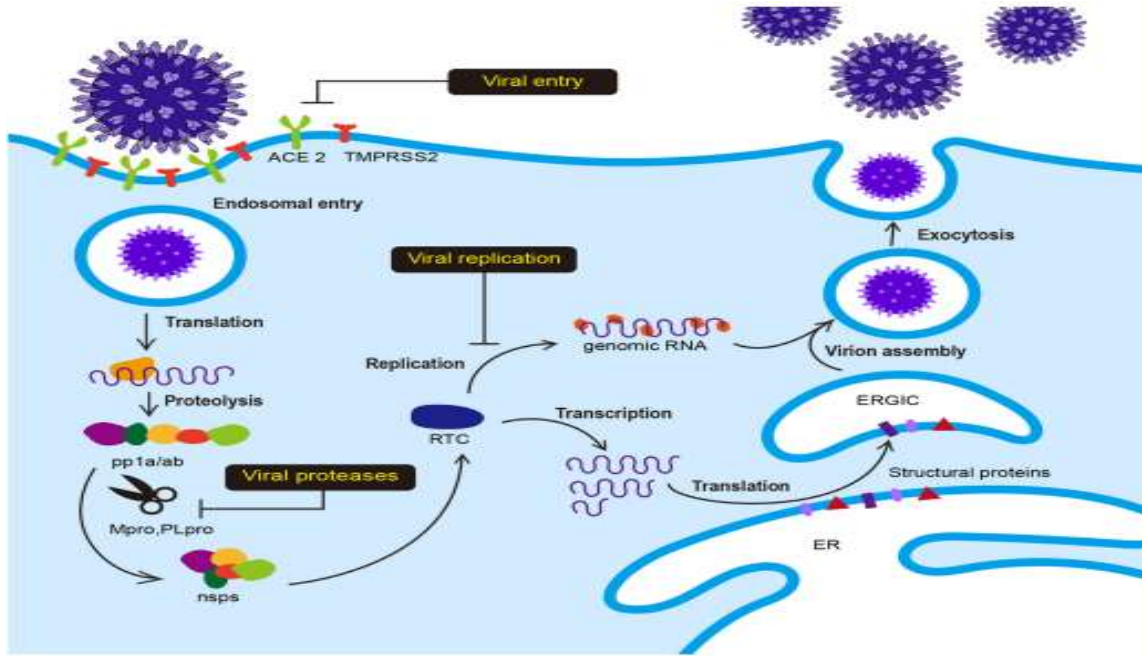 Viral entry
ACE 2
TMPRSS2
Endosomal entry
Exocytosis
Viral replication
Translation
genomic RNA
Virion assembly
Replication
Proteolysis
ERGIC
Transcription
RTC
pp1a/ab
Viral proteases
Structural proteins
Translation
Mpro,PLpro
ER
nsps